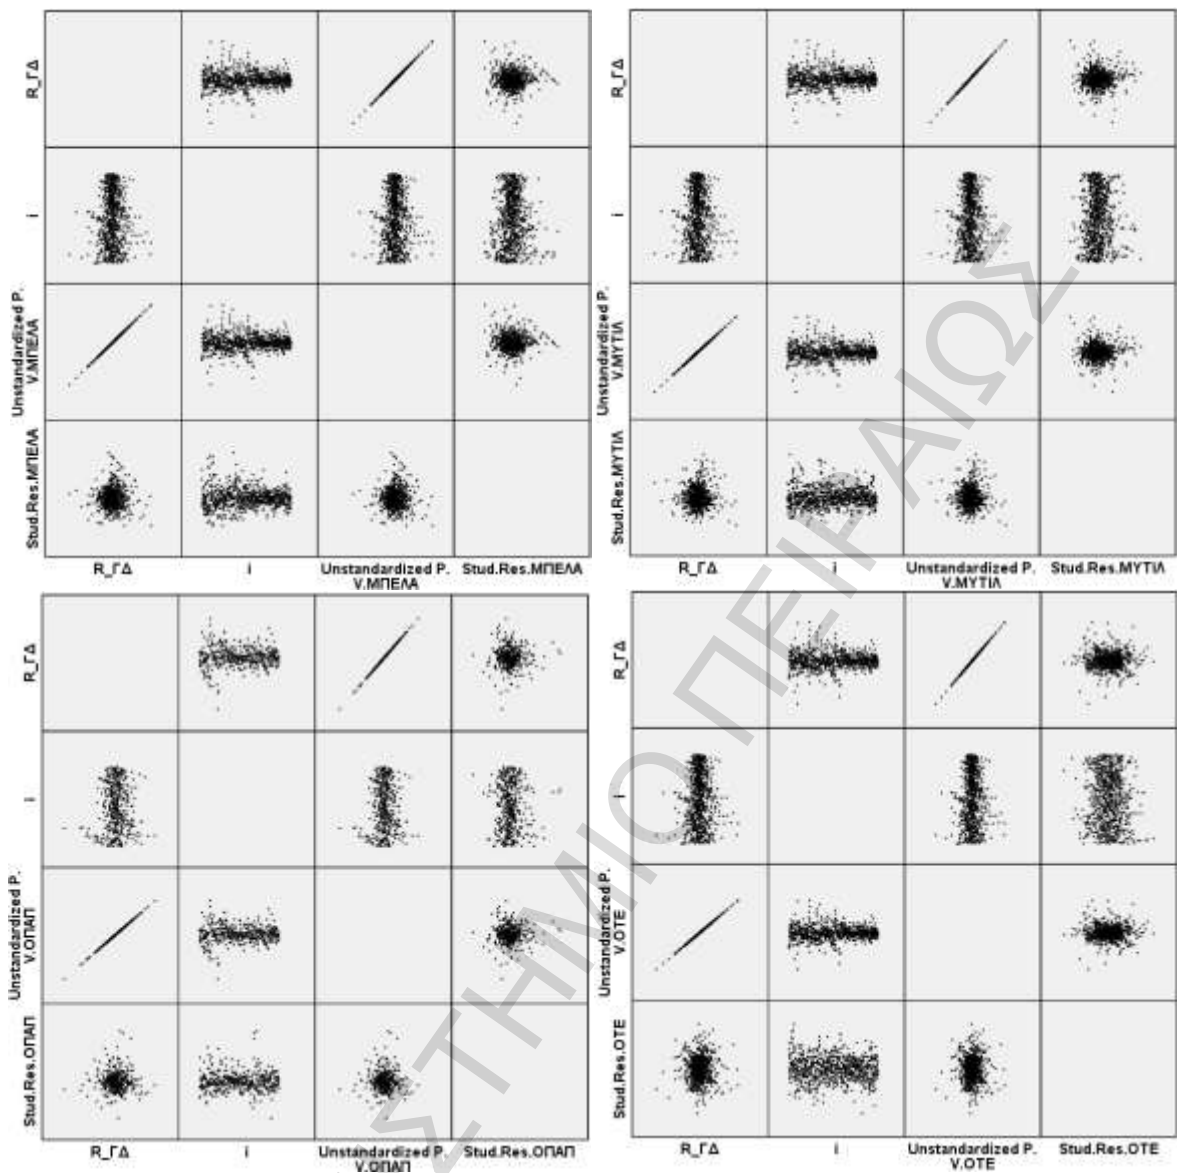 R_ΓΔ
i
Unstandardized P.
V.ΜΠΕΛΑ
Stud.Res.ΜΠΕΛΑ
R_ΓΔ
i
Unstandardized P.
V.ΜΠΕΛΑ
Stud.Res.ΜΠΕΛΑ
R_ΓΔ
i
Unstandardized P.
V.ΜΥΤΙΛ
Stud.Res.ΜΥΤΙΛ
R_ΓΔ
i
Unstandardized P.
V.ΜΥΤΙΛ
Stud.Res.ΜΥΤΙΛ
R_ΓΔ
i
Unstandardized P.
V.ΟΠΑΠ
Stud.Res.ΟΠΑΠ
R_ΓΔ
i
Unstandardized P.
V.ΟΠΑΠ
Stud.Res.ΟΠΑΠ
R_ΓΔ
i
Unstandardized P.
V.ΟΤΕ
Stud.Res.ΟΤΕ
R_ΓΔ
i
Unstandardized P.
V.ΟΤΕ
Stud.Res.ΟΤΕ
ΣΤΗΜΙΟ ΠΕΙΡΑΙΩΣ